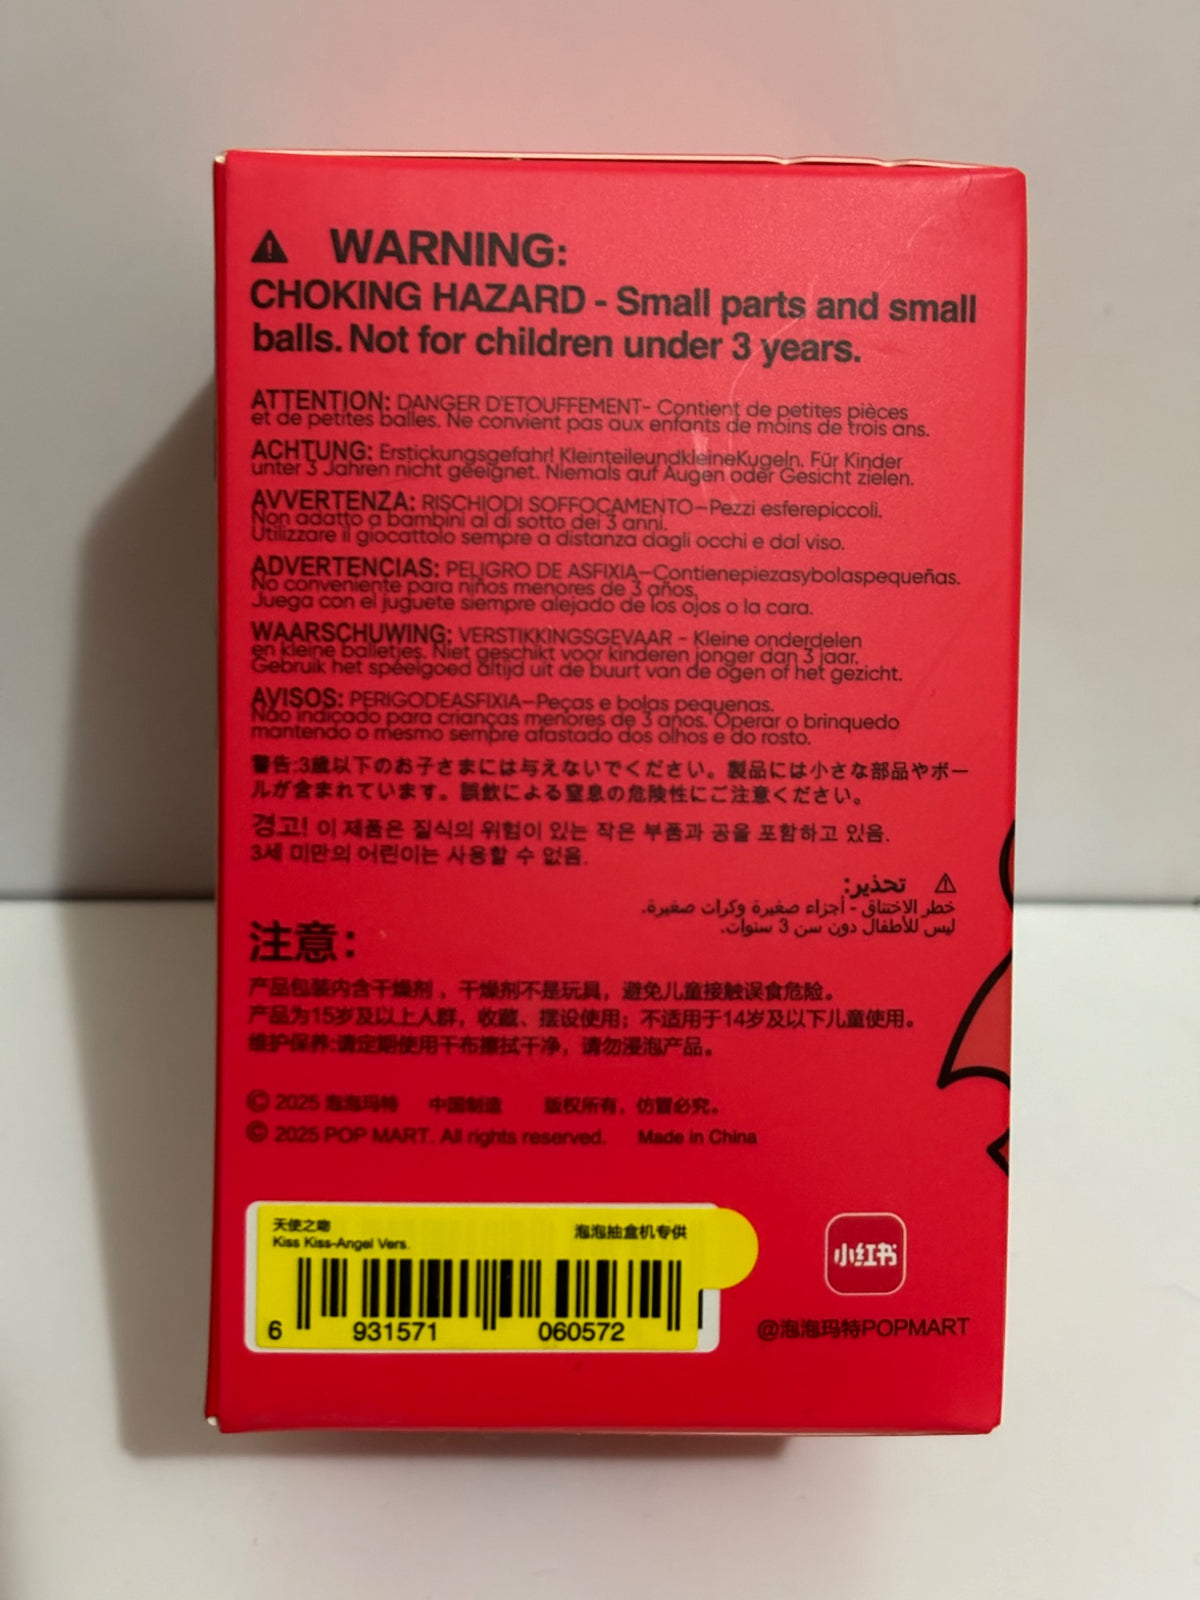 ⚠ WARNING:
CHOKING HAZARD - Small parts and small
balls. Not for children under 3 years.
ATTENTION: DANGER D'ETOUFFEMENT- Contient de petites pièces
et de petites balles. Ne convient pas aux enfants de moins de trois ans.
ACHTUNG: Erstickungsgefahr! KleinteileundkleineKugeln. Für Kinder
unter 3 Jahren nicht geeignet. Niemals auf Augen oder Gesicht zielen.
AVVERTENZA: RISCHIODI SOFFOCAMENTO—Pezzi esferepiccoli.
Non adatto a bambini al di sotto dei 3 anni.
Utilizzare il giocattolo sempre a distanza dagli occhi e dal viso.
ADVERTENCIAS: PELIGRO DE ASFIXIA—Contienepiezasybolaspequeñas.
No conveniente para niños menores de 3 años.
Juega con el juguete siempre alejado de los ojos o la cara.
WAARSCHUWING: VERSTIKKINGSGEVAAR - Kleine onderdelen
en kleine balletjes. Niet geschikt voor kinderen jonger dan 3 jaar.
Gebruik het speelgoed altijd uit de buurt van de ogen of het gezicht.
AVISOS: PERIGODEASFIXIA—Peças e bolas pequenas.
Não indicado para crianças menores de 3 anos. Operar o brinquedo
mantendo o mesmo sempre afastado dos olhos e do rosto.
警告:3歳以下のお子さまには与えないでください。製品には小さな部品やボー
ルが含まれています。誤飲による窒息の危険性にご注意ください。
경고! 이 제품은 질식의 위험이 있는 작은 부품과 공을 포함하고 있음.
3세 미만의 어린이는 사용할 수 없음.
⚠ تحذير:
خطر الاختناق - أجزاء صغيرة وكرات صغيرة.
ليس للأطفال دون سن 3 سنوات.
注意：
产品包装内含干燥剂，干燥剂不是玩具，避免儿童接触误食危险。
产品为15岁及以上人群，收藏、摆设使用；不适用于14岁及以下儿童使用。
维护保养:请定期使用干布擦拭干净，请勿浸泡产品。
© 2025 泡泡玛特 中国制造 版权所有，仿冒必究。
© 2025 POP MART. All rights reserved. Made in China
天使之吻 泡泡抽盒机专供
Kiss Kiss-Angel Vers.
6 931571 060572
小红书
@泡泡玛特POPMART